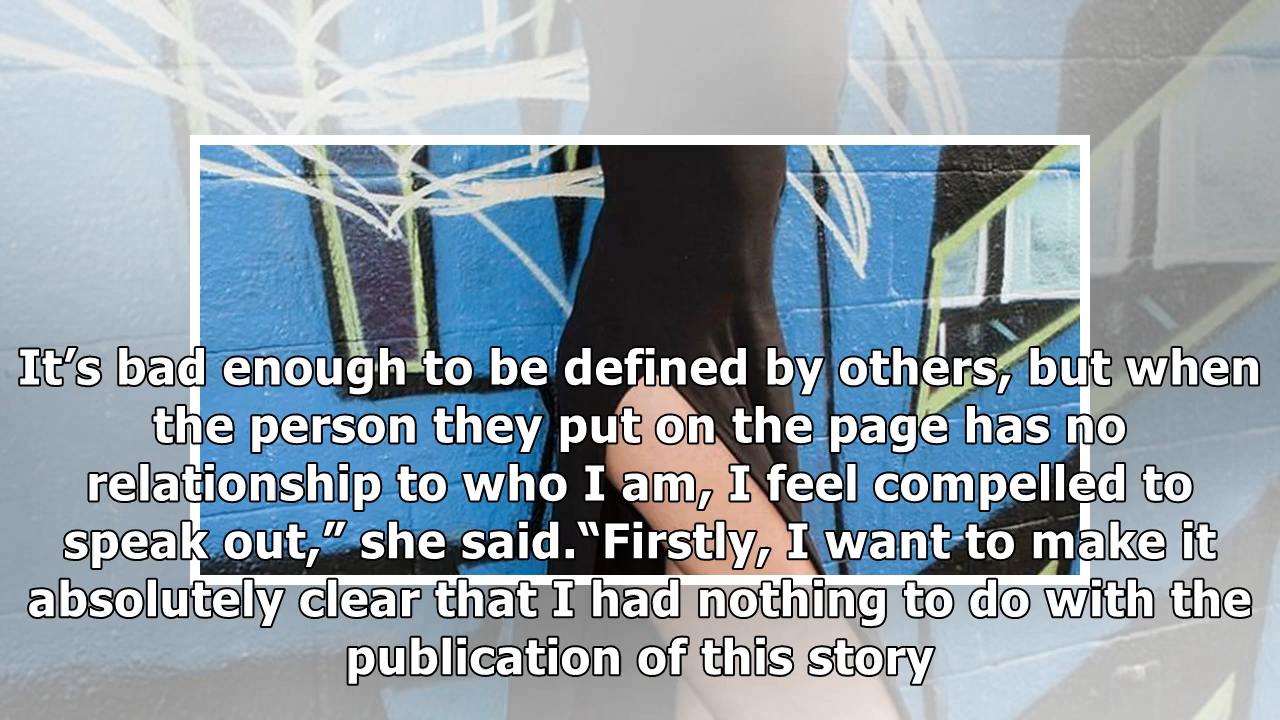 It’s bad enough to be defined by others, but when
the person they put on the page has no
relationship to who I am, I feel compelled to
speak out,” she said.“Firstly, I want to make it
absolutely clear that I had nothing to do with the
publication of this story